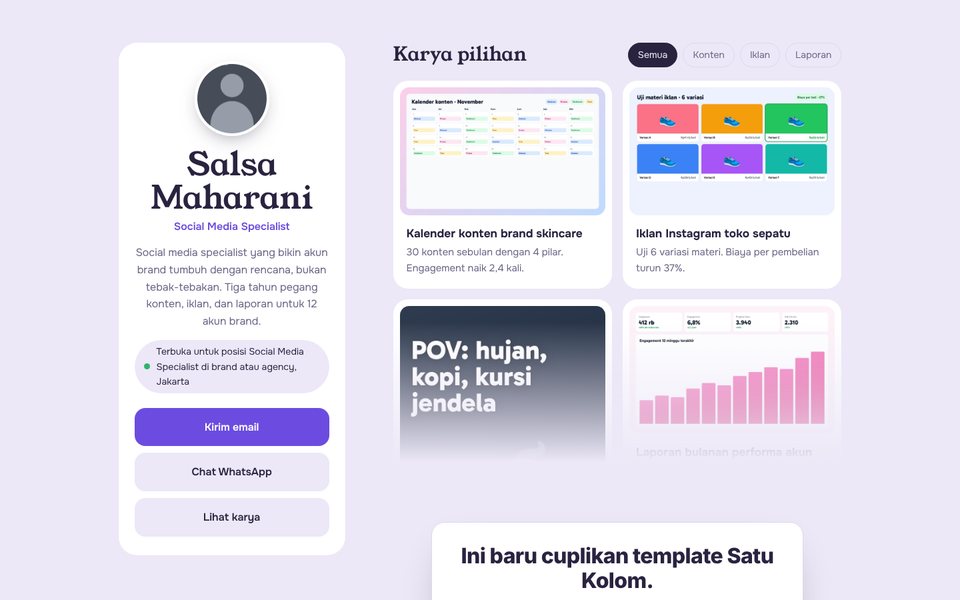 Salsa
Maharani
Social Media Specialist
Social media specialist yang bikin akun
brand tumbuh dengan rencana, bukan
tebak-tebakan. Tiga tahun pegang
konten, iklan, dan laporan untuk 12
akun brand.
Terbuka untuk posisi Social Media
Specialist di brand atau agency,
Jakarta
Kirim email
Chat WhatsApp
Lihat karya
Karya pilihan
Semua
Konten
Iklan
Laporan
Kalender konten - November
Kalender konten brand skincare
30 konten sebulan dengan 4 pilar.
Engagement naik 2,4 kali.
Uji materi iklan - 6 variasi
Iklan Instagram toko sepatu
Uji 6 variasi materi. Biaya per pembelian
turun 37%.
POV: hujan,
kopi, kursi
jendela
412 rb
6,8%
3.940
2.310
Engagement 12 minggu terakhir
Laporan bulanan performa akun
Ini baru cuplikan template Satu
Kolom.